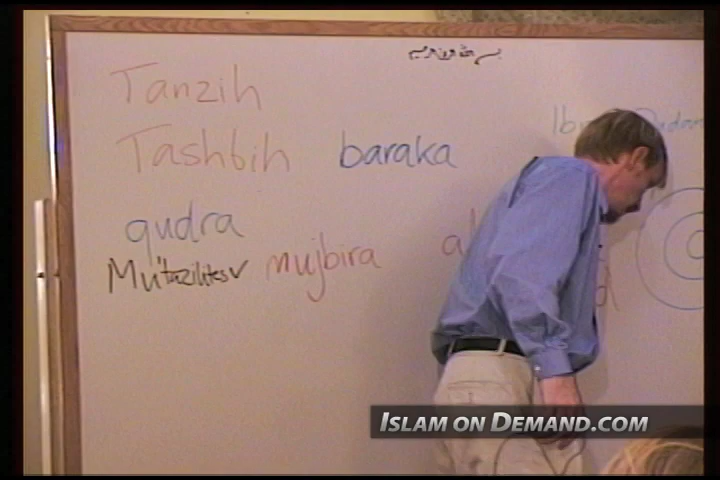 بسم الله الرحمن الرحيم
Tanzih
Tashbih baraka
qudra
Mu'tazilites mujbira
ISLAM ON DEMAND.COM